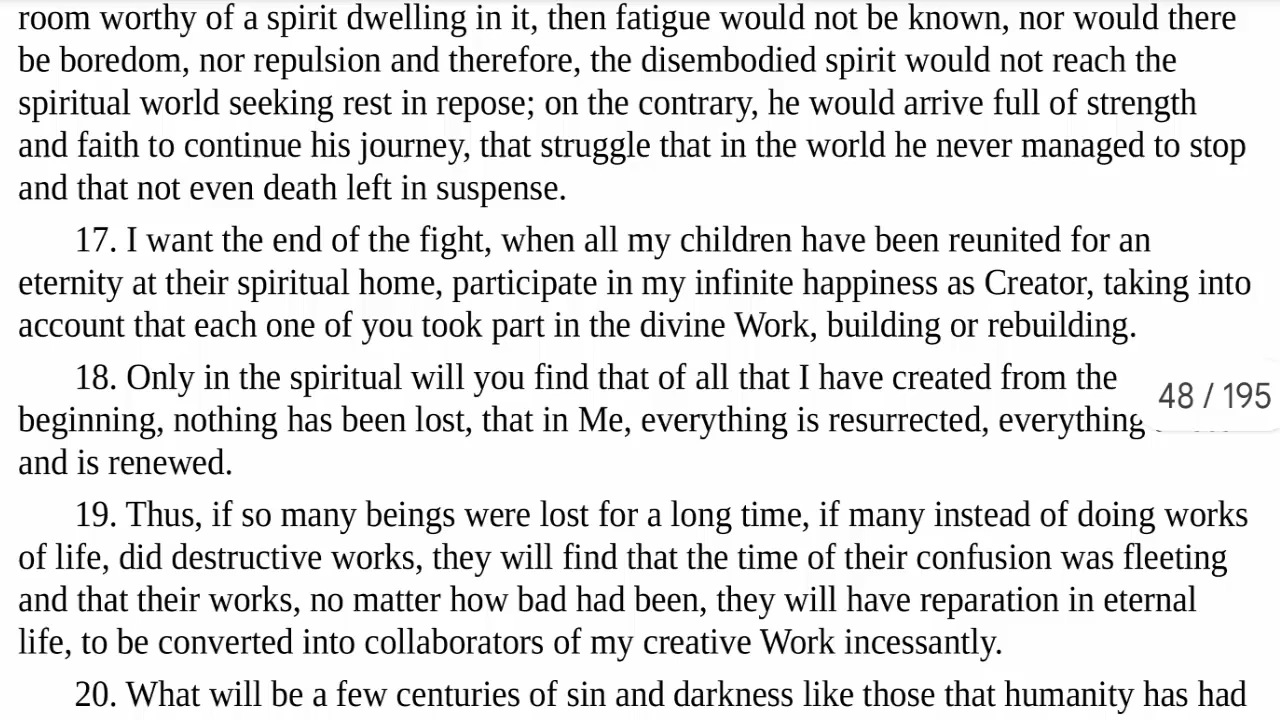 room worthy of a spirit dwelling in it, then fatigue would not be known, nor would there
be boredom, nor repulsion and therefore, the disembodied spirit would not reach the
spiritual world seeking rest in repose; on the contrary, he would arrive full of strength
and faith to continue his journey, that struggle that in the world he never managed to stop
and that not even death left in suspense.
17. I want the end of the fight, when all my children have been reunited for an
eternity at their spiritual home, participate in my infinite happiness as Creator, taking into
account that each one of you took part in the divine Work, building or rebuilding.
18. Only in the spiritual will you find that of all that I have created from the
48 / 195
beginning, nothing has been lost, that in Me, everything is resurrected, everything
and is renewed.
19. Thus, if so many beings were lost for a long time, if many instead of doing works
of life, did destructive works, they will find that the time of their confusion was fleeting
and that their works, no matter how bad had been, they will have reparation in eternal
life, to be converted into collaborators of my creative Work incessantly.
20. What will be a few centuries of sin and darkness like those that humanity has had